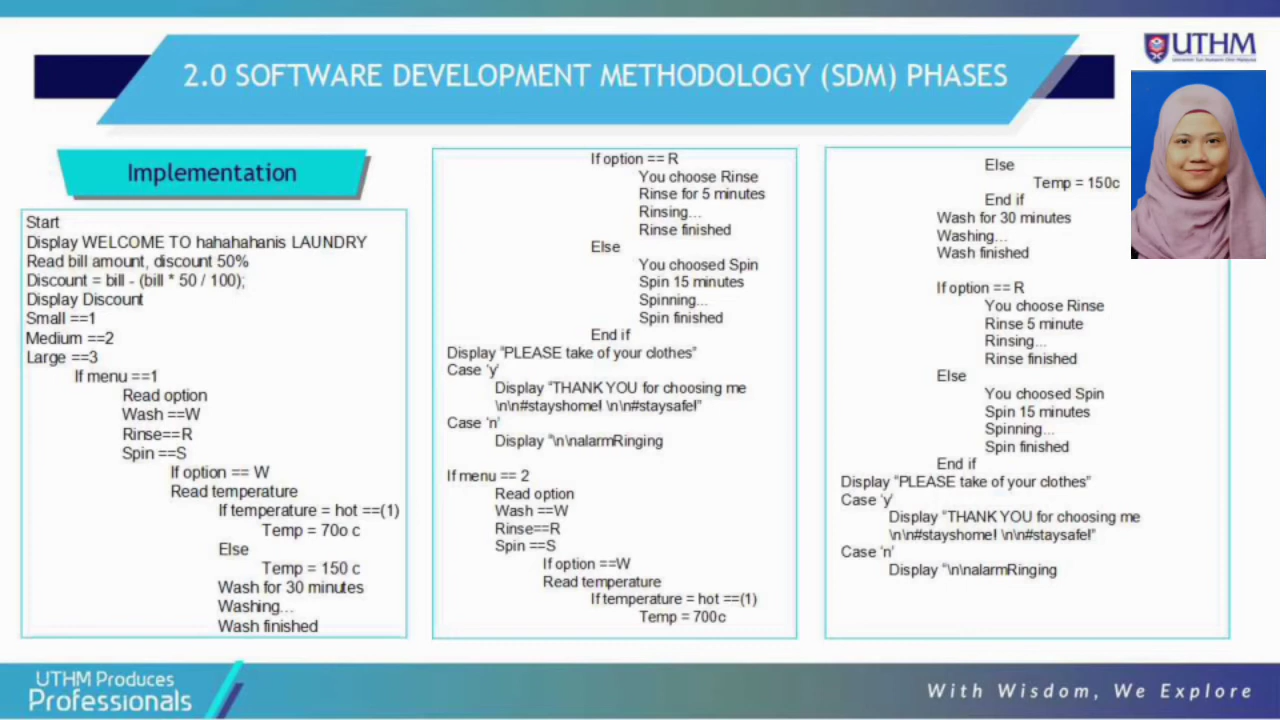 2.0 SOFTWARE DEVELOPMENT METHODOLOGY (SDM) PHASES
UTHM
Implementation
Start
Display WELCOME TO hahahahanis LAUNDRY
Read bill amount, discount 50%
Discount = bill - (bill * 50 / 100);
Display Discount
Small ==1
Medium ==2
Large ==3
If menu ==1
Read option
Wash ==W
Rinse==R
Spin ==S
If option == W
Read temperature
If temperature = hot ==(1)
Temp = 70o c
Else
Temp = 150 c
Wash for 30 minutes
Washing...
Wash finished
If option == R
You choose Rinse
Rinse for 5 minutes
Rinsing...
Rinse finished
Else
You choosed Spin
Spin 15 minutes
Spinning...
Spin finished
End if
Display “PLEASE take of your clothes”
Case ‘y’
Display “THANK YOU for choosing me
\n\n#stayshome! \n\n#staysafe!”
Case ‘n’
Display “\n\nalarmRinging
If menu == 2
Read option
Wash ==W
Rinse==R
Spin ==S
If option ==W
Read temperature
If temperature = hot ==(1)
Temp = 700c
Else
Temp = 150c
End if
Wash for 30 minutes
Washing...
Wash finished
If option == R
You choose Rinse
Rinse 5 minute
Rinsing...
Rinse finished
Else
You choosed Spin
Spin 15 minutes
Spinning...
Spin finished
End if
Display “PLEASE take of your clothes”
Case ‘y’
Display “THANK YOU for choosing me
\n\n#stayshome! \n\n#staysafe!”
Case ‘n’
Display “\n\nalarmRinging
UTHM Produces
Professionals
With Wisdom, We Explore